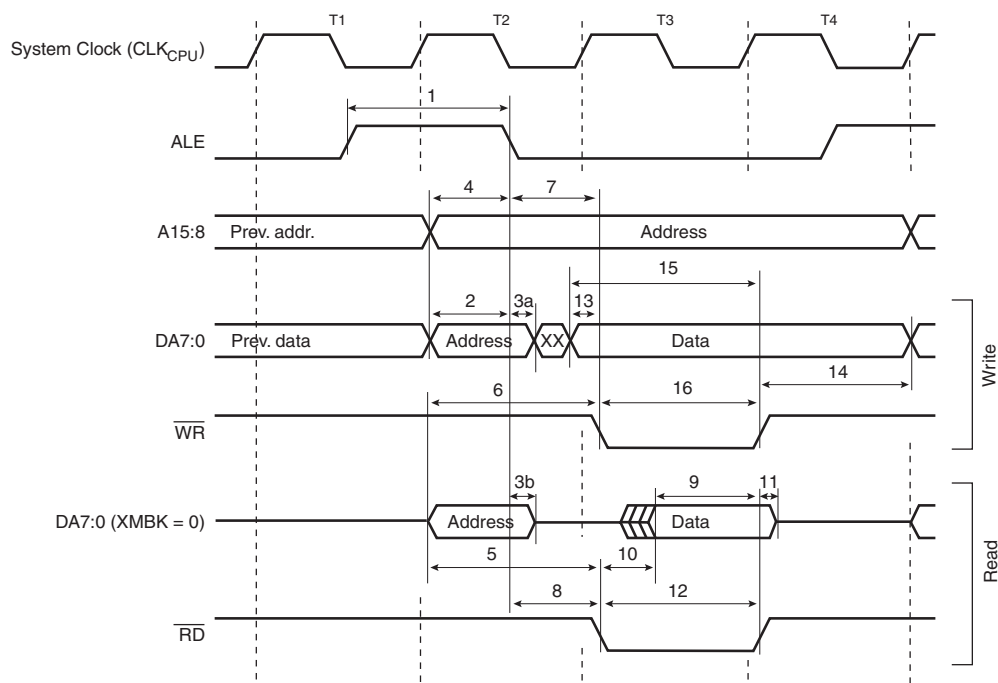 T1 T2 T3 T4
System Clock (CLKCPU)
1
ALE
4 7
A15:8 Prev. addr. Address
15
2 3a 13
DA7:0 Prev. data Address XX Data
14
6 16
WR
Write
3b 9 11
DA7:0 (XMBK = 0) Address Data
5 10
8 12
RD
Read